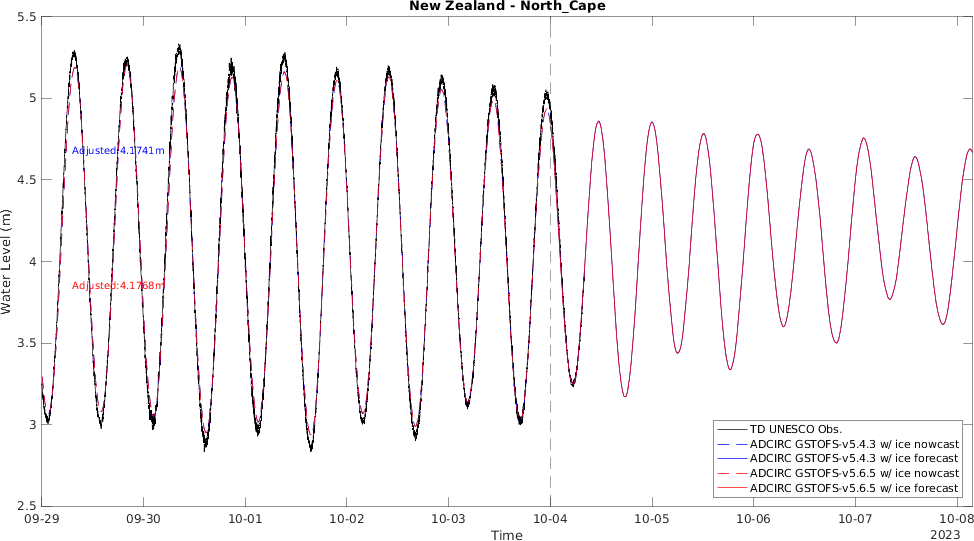 New Zealand - North_Cape
5.5
5
4.5
4
3.5
3
2.5
Water Level (m)
Adjusted:4.1741m
Adjusted:4.1768m
TD UNESCO Obs.
ADCIRC GSTOFS-v5.4.3 w/ ice nowcast
ADCIRC GSTOFS-v5.4.3 w/ ice forecast
ADCIRC GSTOFS-v5.6.5 w/ ice nowcast
ADCIRC GSTOFS-v5.6.5 w/ ice forecast
09-29 09-30 10-01 10-02 10-03 10-04 10-05 10-06 10-07 10-08
Time
2023